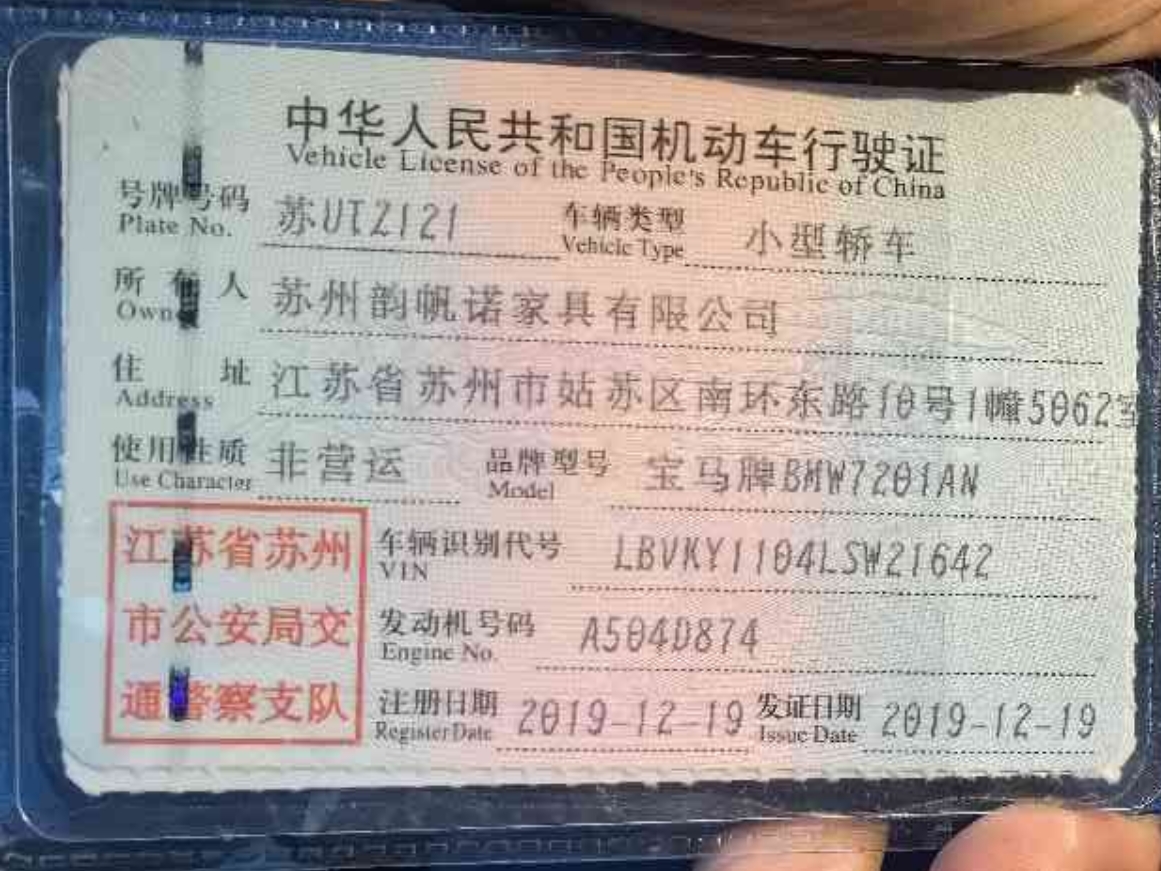 中华人民共和国机动车行驶证
Vehicle License of the People's Republic of China
号牌号码 苏UTZ121 车辆类型 小型轿车
Plate No. Vehicle Type
所有人 苏州韵帆诺家具有限公司
Owner
住址 江苏省苏州市姑苏区南环东路10号1幢5062室
Address
使用性质 非营运 品牌型号 宝马牌BMW7201AN
Use Character Model
江苏省苏州 车辆识别代号 LBVKY1104LSW21642
VIN
市公安局交 发动机号码 A504D874
Engine No.
通警察支队 注册日期 2019-12-19 发证日期 2019-12-19
Register Date Issue Date